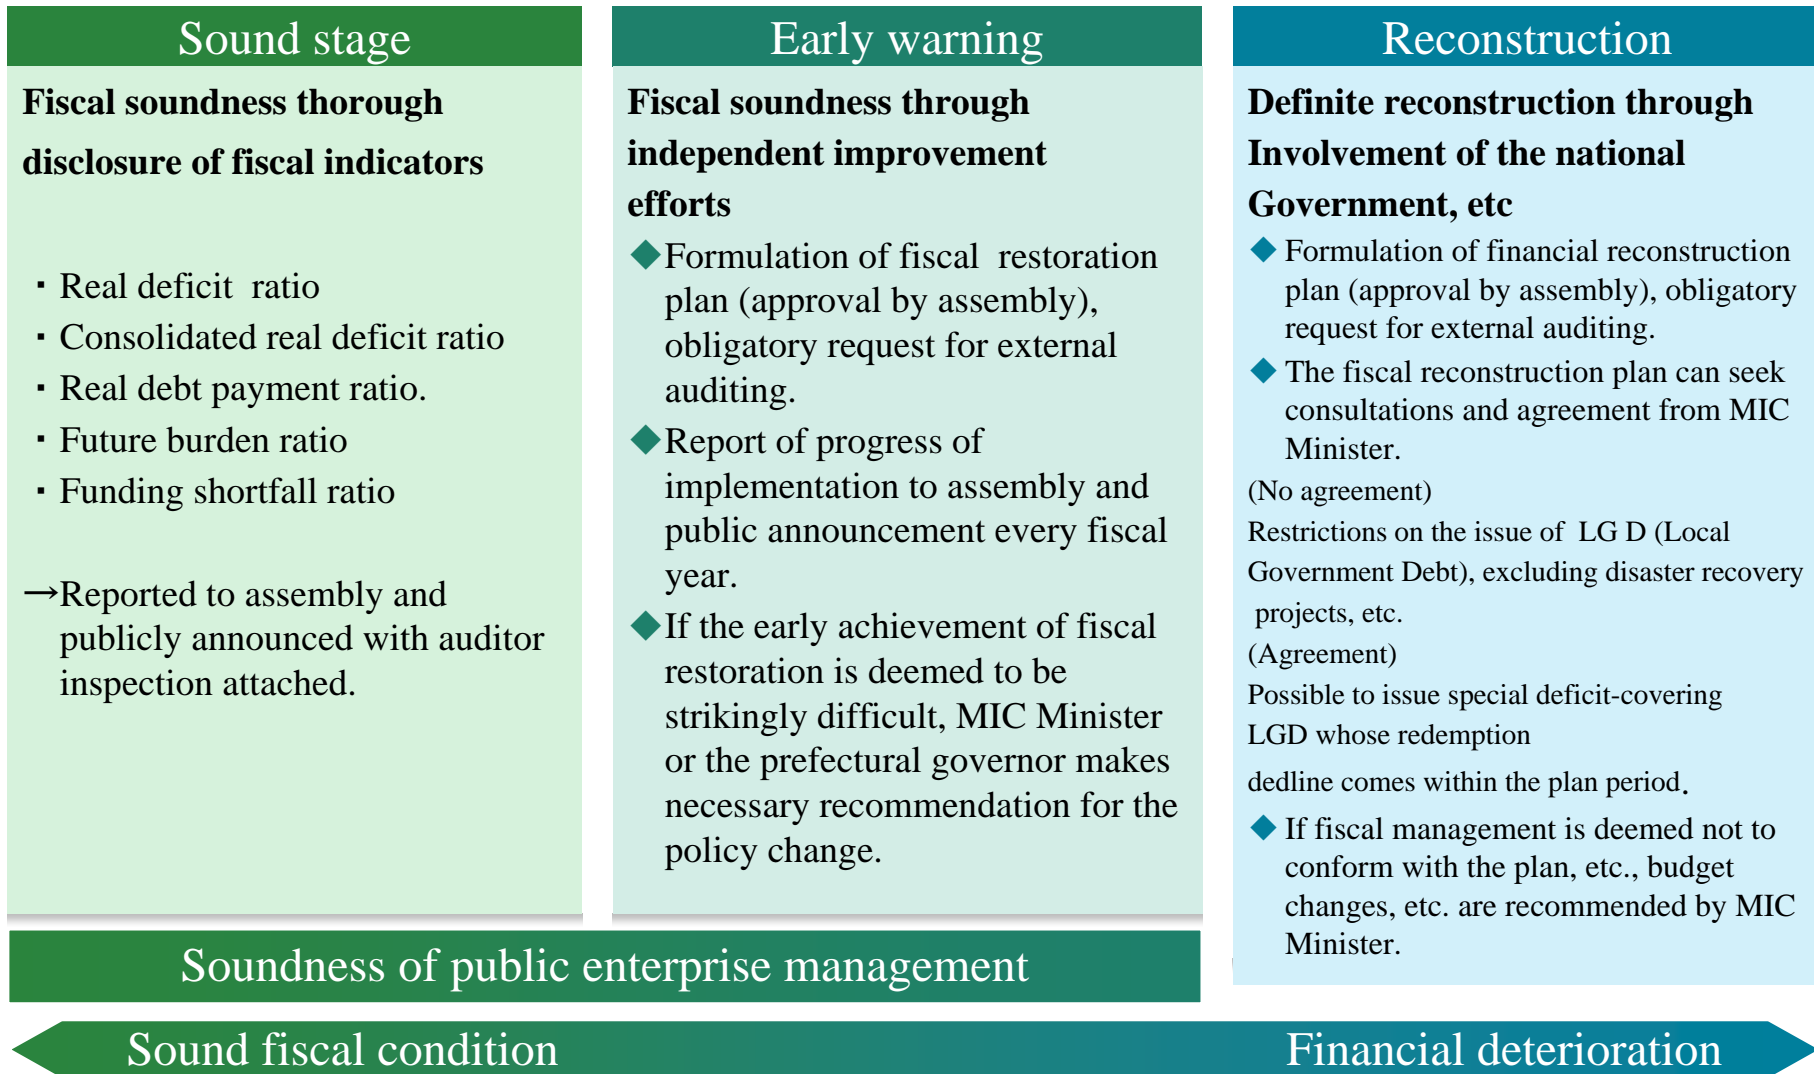 Sound stage
Fiscal soundness thorough
disclosure of fiscal indicators
・Real deficit  ratio
・Consolidated real deficit ratio
・Real debt payment ratio.
・Future burden ratio
・Funding shortfall ratio
→Reported to assembly and
publicly announced with auditor
inspection attached.
Early warning
Fiscal soundness through
independent improvement
efforts
◆Formulation of fiscal  restoration
plan (approval by assembly),
obligatory request for external
auditing.
◆Report of progress of
implementation to assembly and
public announcement every fiscal
year.
◆If the early achievement of fiscal
restoration is deemed to be
strikingly difficult, MIC Minister
or the prefectural governor makes
necessary recommendation for the
policy change.
Reconstruction
Definite reconstruction through
Involvement of the national
Government, etc
◆ Formulation of financial reconstruction
plan (approval by assembly), obligatory
request for external auditing.
◆ The fiscal reconstruction plan can seek
consultations and agreement from MIC
Minister.
(No agreement)
Restrictions on the issue of  LG D (Local
Government Debt), excluding disaster recovery
projects, etc.
(Agreement)
Possible to issue special deficit-covering
LGD whose redemption
dedline comes within the plan period.
◆ If fiscal management is deemed not to
conform with the plan, etc., budget
changes, etc. are recommended by MIC
Minister.
Soundness of public enterprise management
Sound fiscal condition
Financial deterioration